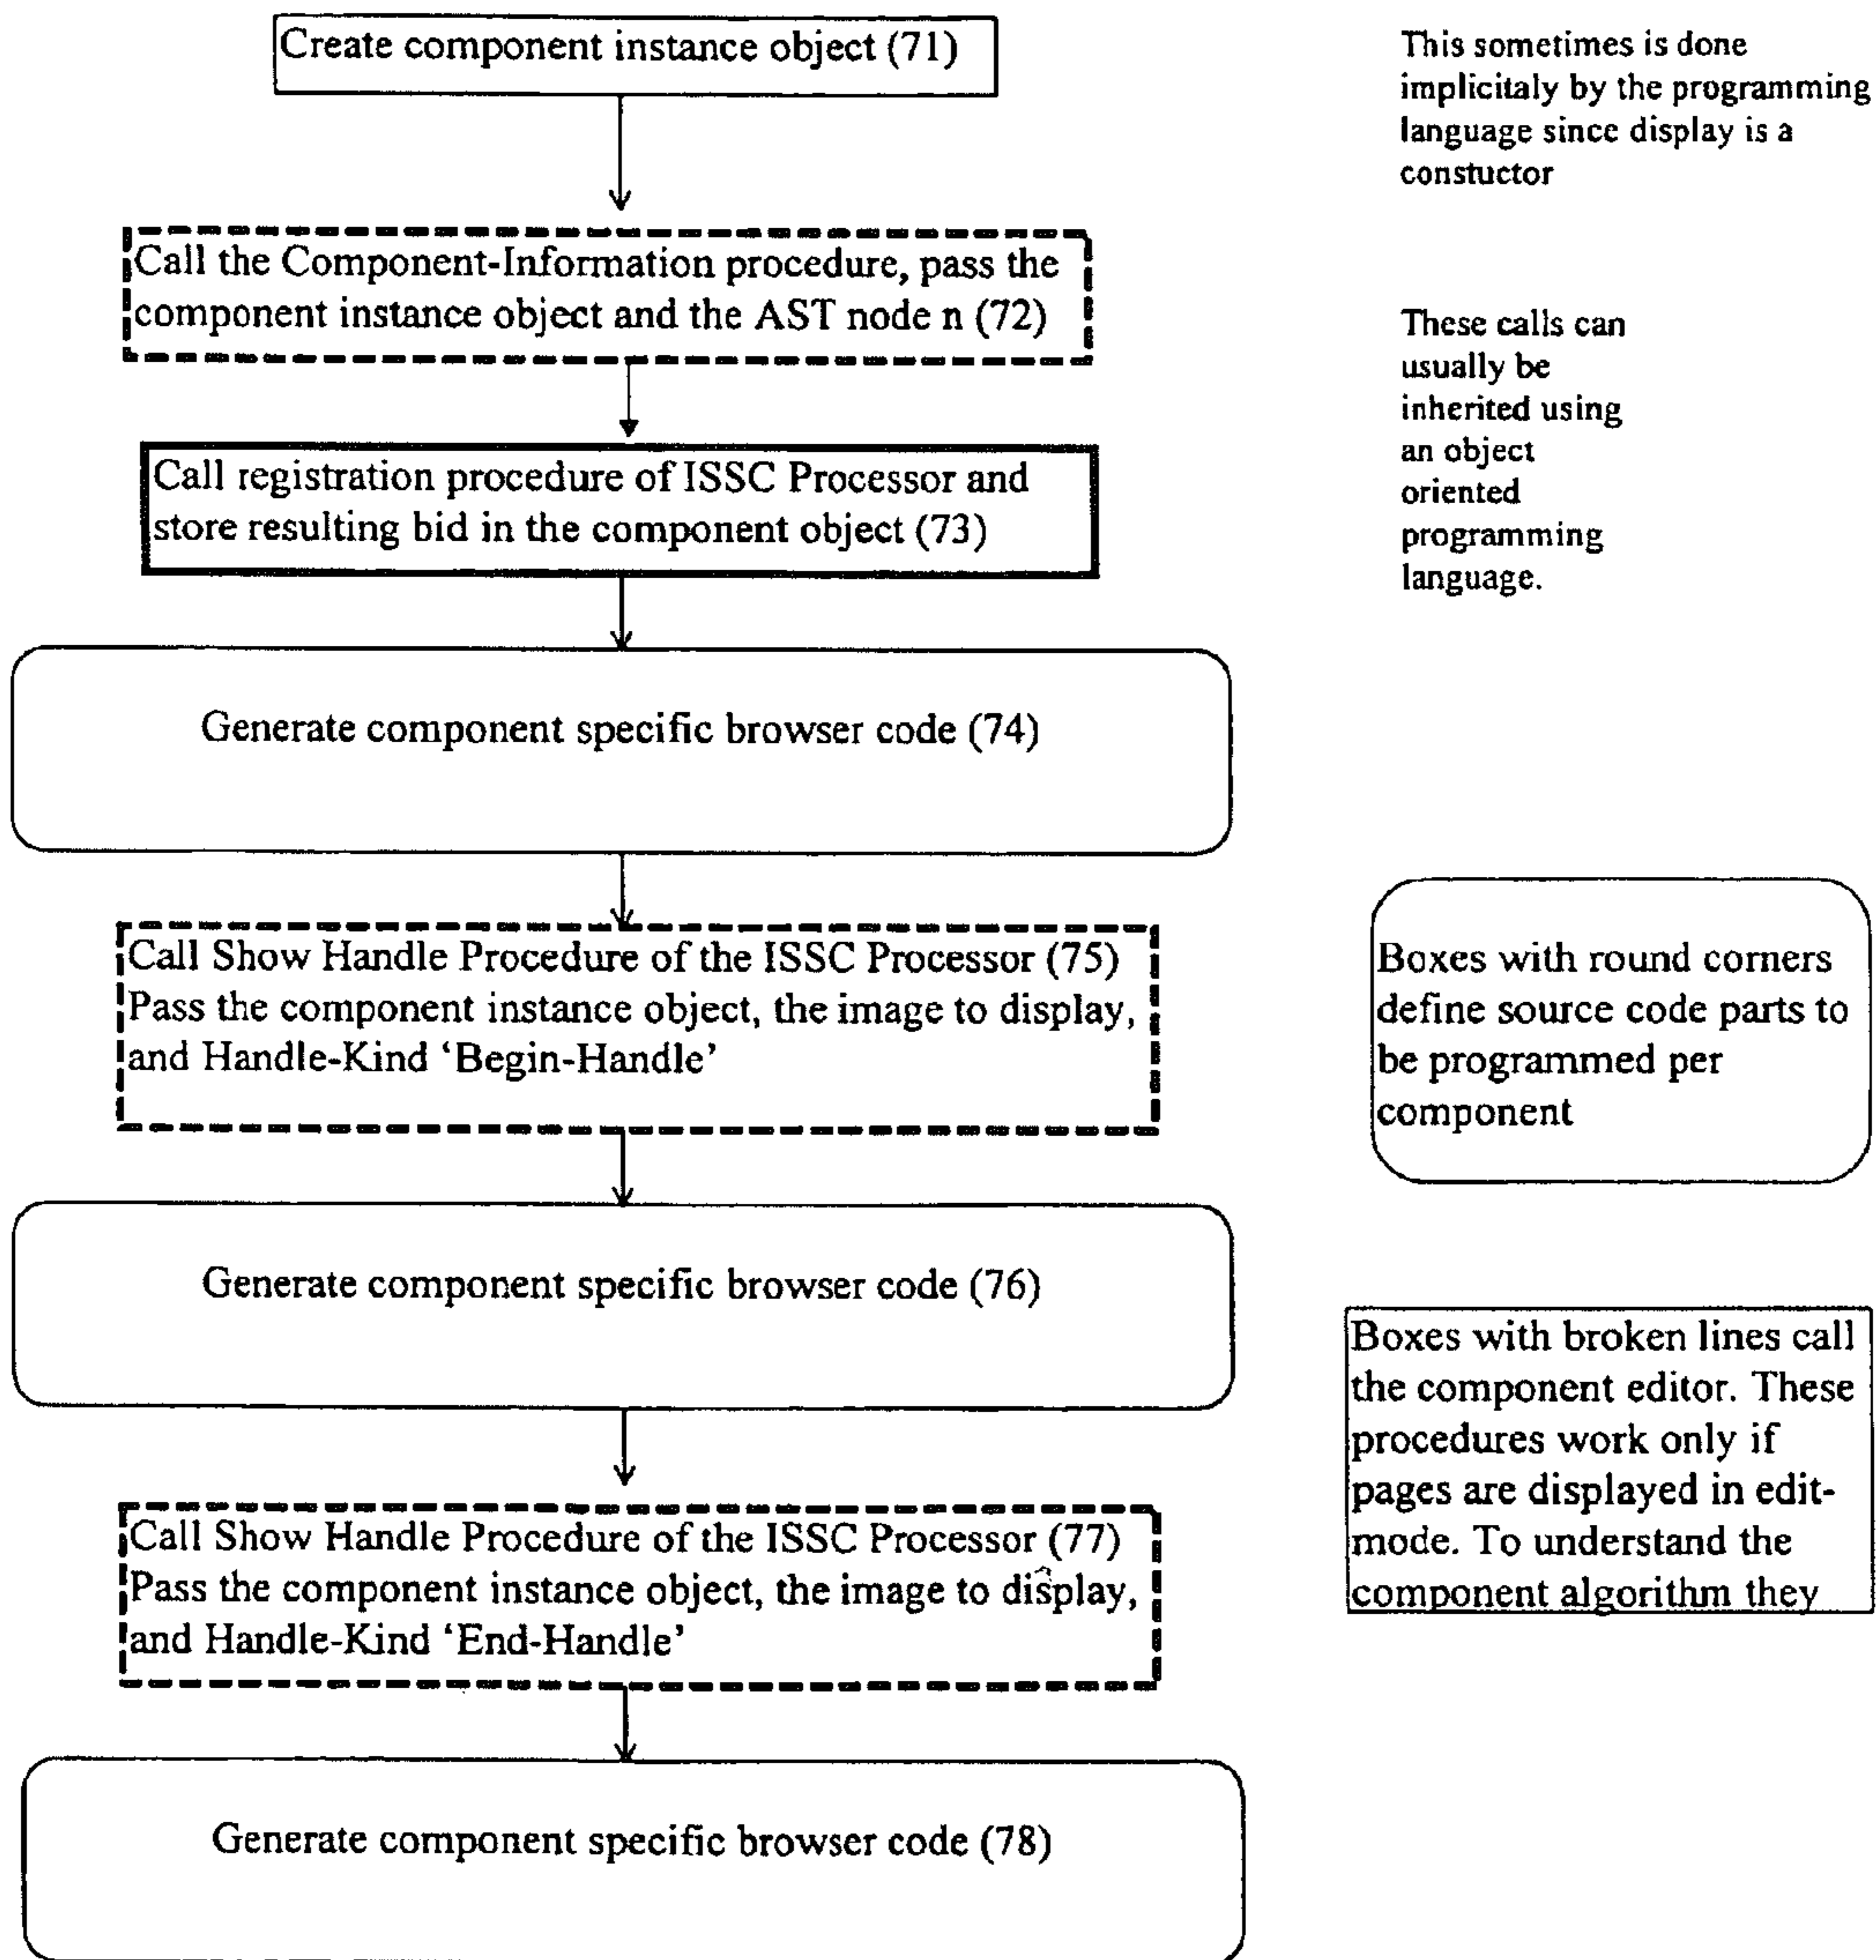 Create component instance object (71)
This sometimes is done
implicitaly by the programming
language since display is a
constuctor
Call the Component-Information procedure, pass the
component instance object and the AST node n (72)
These calls can
usually be
inherited using
an object
oriented
programming
language.
Call registration procedure of ISSC Processor and
store resulting bid in the component object (73)
Generate component specific browser code (74)
Call Show Handle Procedure of the ISSC Processor (75)
Pass the component instance object, the image to display,
and Handle-Kind ‘Begin-Handle’
Boxes with round corners
define source code parts to
be programmed per
component
Generate component specific browser code (76)
Boxes with broken lines call
the component editor. These
procedures work only if
pages are displayed in edit-
mode. To understand the
component algorithm they
Call Show Handle Procedure of the ISSC Processor (77)
Pass the component instance object, the image to display,
and Handle-Kind ‘End-Handle’
Generate component specific browser code (78)